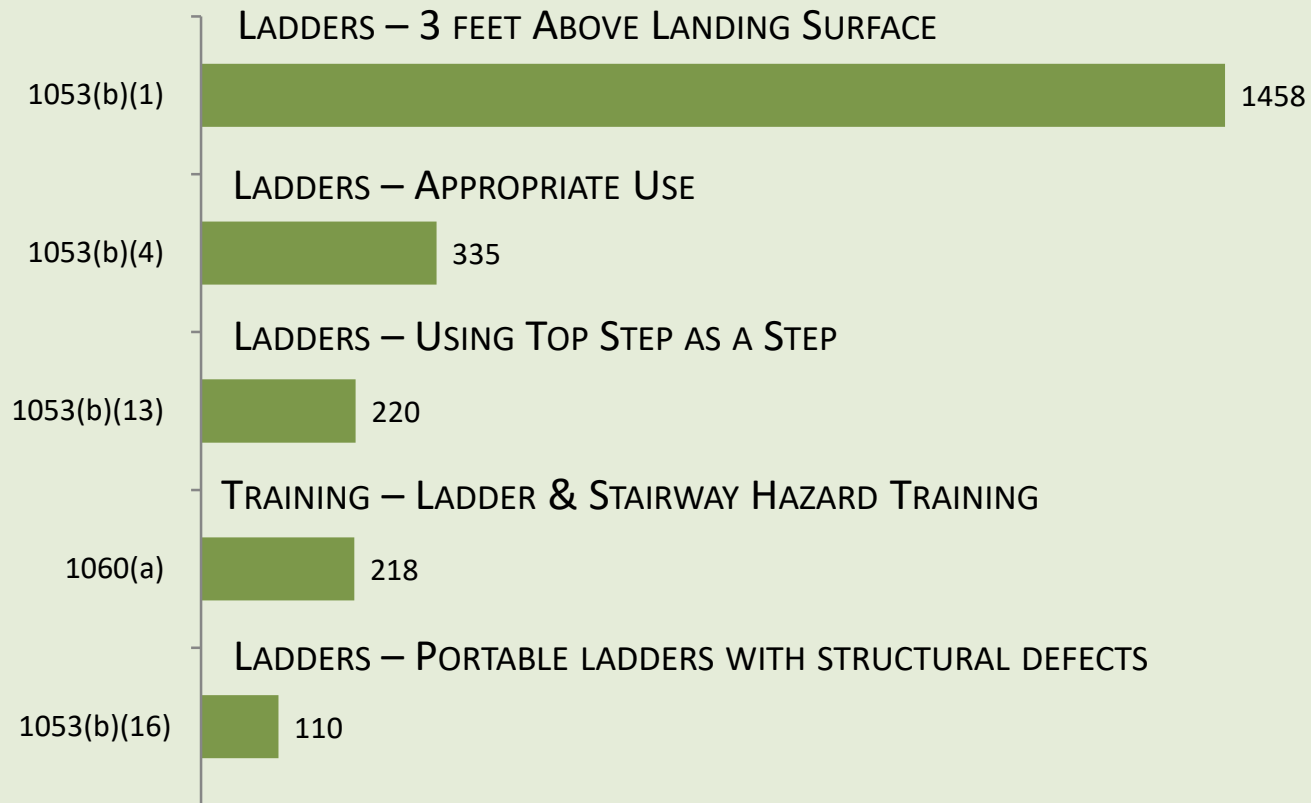 Ladders – 3 feet Above Landing Surface
1053(b)(1)
1458
Ladders – Appropriate Use
1053(b)(4)
335
Ladders – Using Top Step as a Step
1053(b)(13)
220
Training – Ladder & Stairway Hazard Training
1060(a)
218
Ladders – Portable ladders with structural defects
1053(b)(16)
110